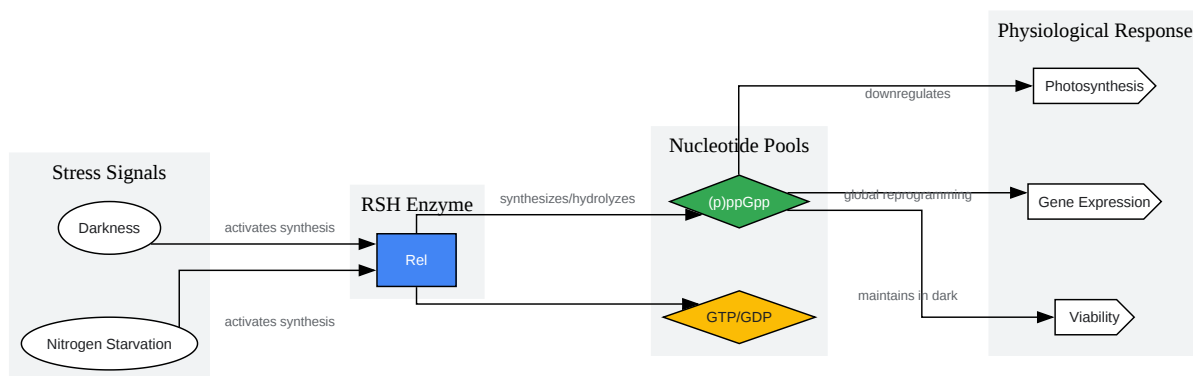 Stress Signals
Darkness
Nitrogen Starvation
activates synthesis
activates synthesis
RSH Enzyme
Rel
synthesizes/hydrolyzes
Nucleotide Pools
(p)ppGpp
GTP/GDP
downregulates
global reprogramming
maintains in dark
Physiological Response
Photosynthesis
Gene Expression
Viability